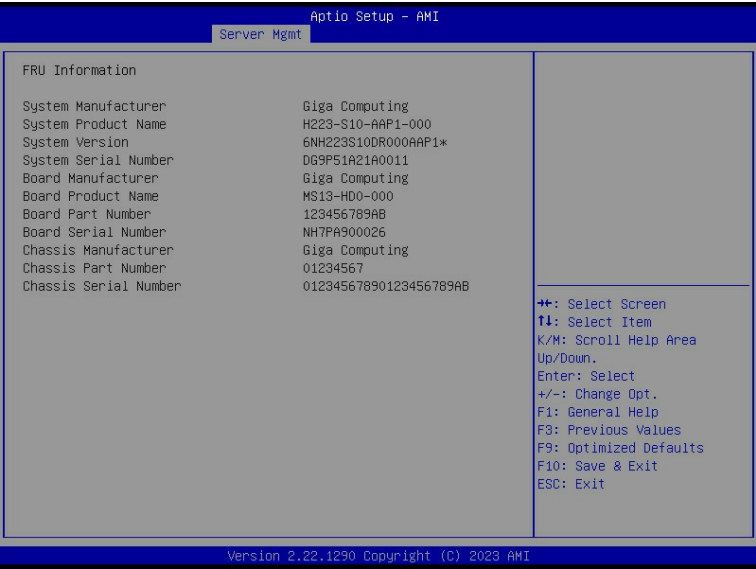 Aptio Setup – AMI
Server Mgmt
FRU Information
System Manufacturer Giga Computing
System Product Name H223-S10-AAP1-000
System Version 6NH223S10DR000AAP1*
System Serial Number DG9P51A21A0011
Board Manufacturer Giga Computing
Board Product Name MS13-HD0-000
Board Part Number 123456789AB
Board Serial Number NH7PA900026
Chassis Manufacturer Giga Computing
Chassis Part Number 01234567
Chassis Serial Number 01234567890123456789AB
→←: Select Screen
↑↓: Select Item
K/M: Scroll Help Area
Up/Down.
Enter: Select
+/-: Change Opt.
F1: General Help
F3: Previous Values
F9: Optimized Defaults
F10: Save & Exit
ESC: Exit
Version 2.22.1290 Copyright (C) 2023 AMI